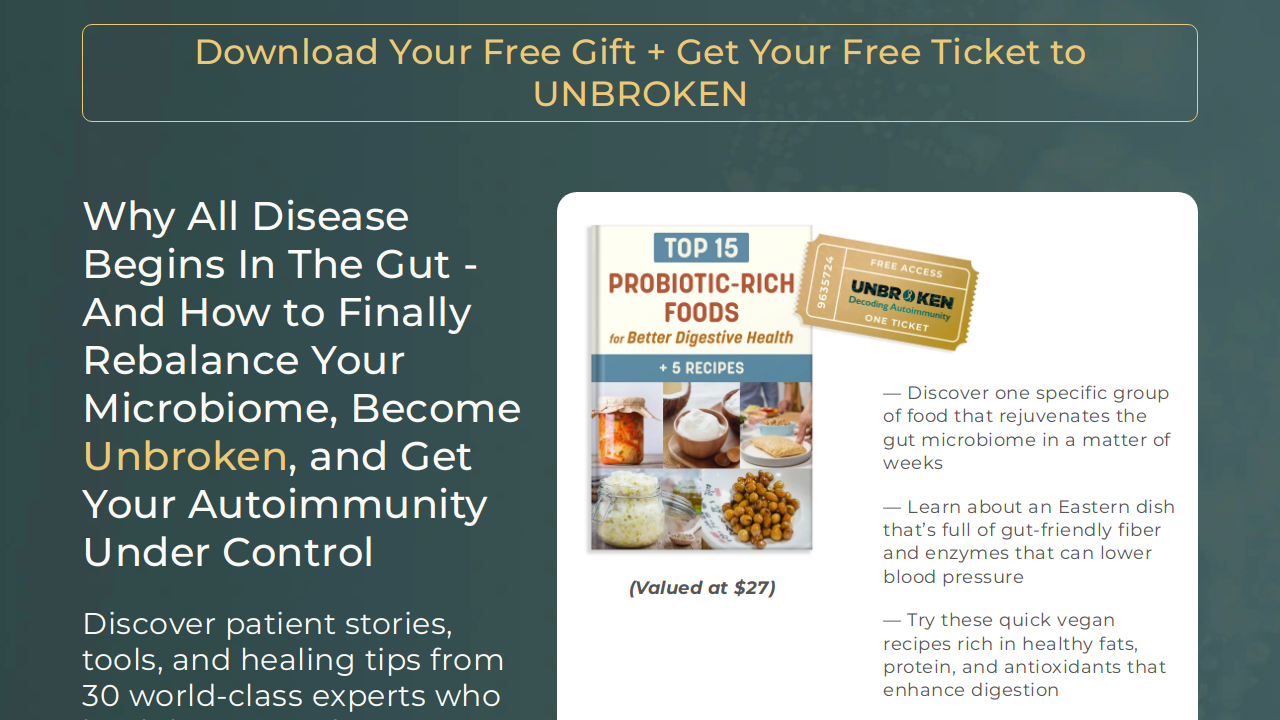 Download Your Free Gift + Get Your Free Ticket to
UNBROKEN
Why All Disease
Begins In The Gut -
And How to Finally
Rebalance Your
Microbiome, Become
Unbroken, and Get
Your Autoimmunity
Under Control
Discover patient stories,
tools, and healing tips from
30 world-class experts who
TOP 15
PROBIOTIC-RICH
FOODS
for Better Digestive Health
+ 5 RECIPES
(Valued at $27)
9635724
FREE ACCESS
UNBROKEN
Decoding Autoimmunity
ONE TICKET
— Discover one specific group
of food that rejuvenates the
gut microbiome in a matter of
weeks
— Learn about an Eastern dish
that’s full of gut-friendly fiber
and enzymes that can lower
blood pressure
— Try these quick vegan
recipes rich in healthy fats,
protein, and antioxidants that
enhance digestion